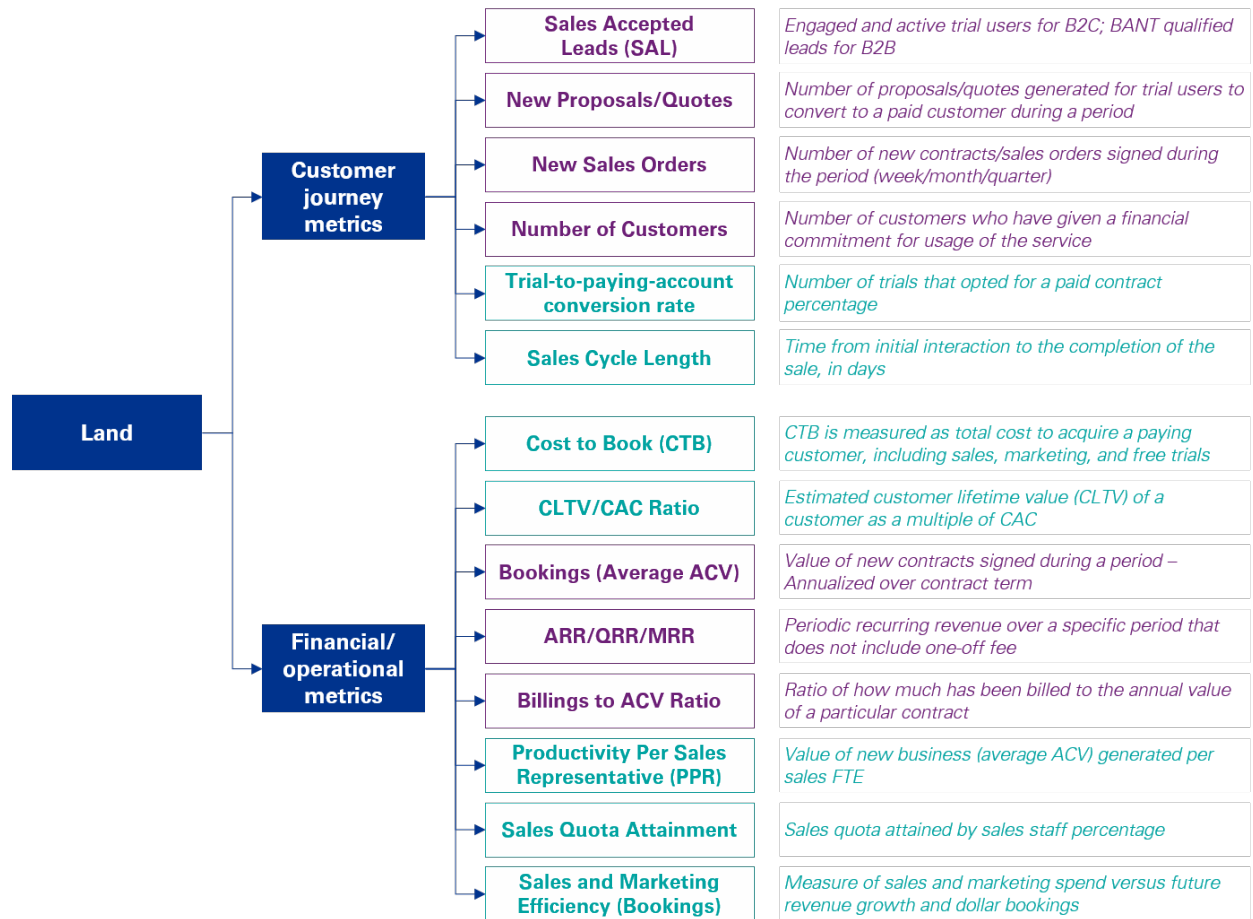 Sales Accepted
Leads (SAL)
Engaged and active trial users for B2C; BANT qualified
leads for B2B
New Proposals/Quotes
Number of proposals/quotes generated for trial users to
convert to a paid customer during a period
Customer
journey
metrics
New Sales Orders
Number of new contracts/sales orders signed during
the period (week/month/quarter)
Number of Customers
Number of customers who have given a financial
commitment for usage of the service
Trial-to-paying-account
conversion rate
Number of trials that opted for a paid contract
percentage
Sales Cycle Length
Time from initial interaction to the completion of the
sale, in days
Land
Cost to Book (CTB)
CTB is measured as total cost to acquire a paying
customer, including sales, marketing, and free trials
CLTV/CAC Ratio
Estimated customer lifetime value (CLTV) of a
customer as a multiple of CAC
Bookings (Average ACV)
Value of new contracts signed during a period –
Annualized over contract term
Financial/
operational
metrics
ARR/QRR/MRR
Periodic recurring revenue over a specific period that
does not include one-off fee
Billings to ACV Ratio
Ratio of how much has been billed to the annual value
of a particular contract
Productivity Per Sales
Representative (PPR)
Value of new business (average ACV) generated per
sales FTE
Sales Quota Attainment
Sales quota attained by sales staff percentage
Sales and Marketing
Efficiency (Bookings)
Measure of sales and marketing spend versus future
revenue growth and dollar bookings